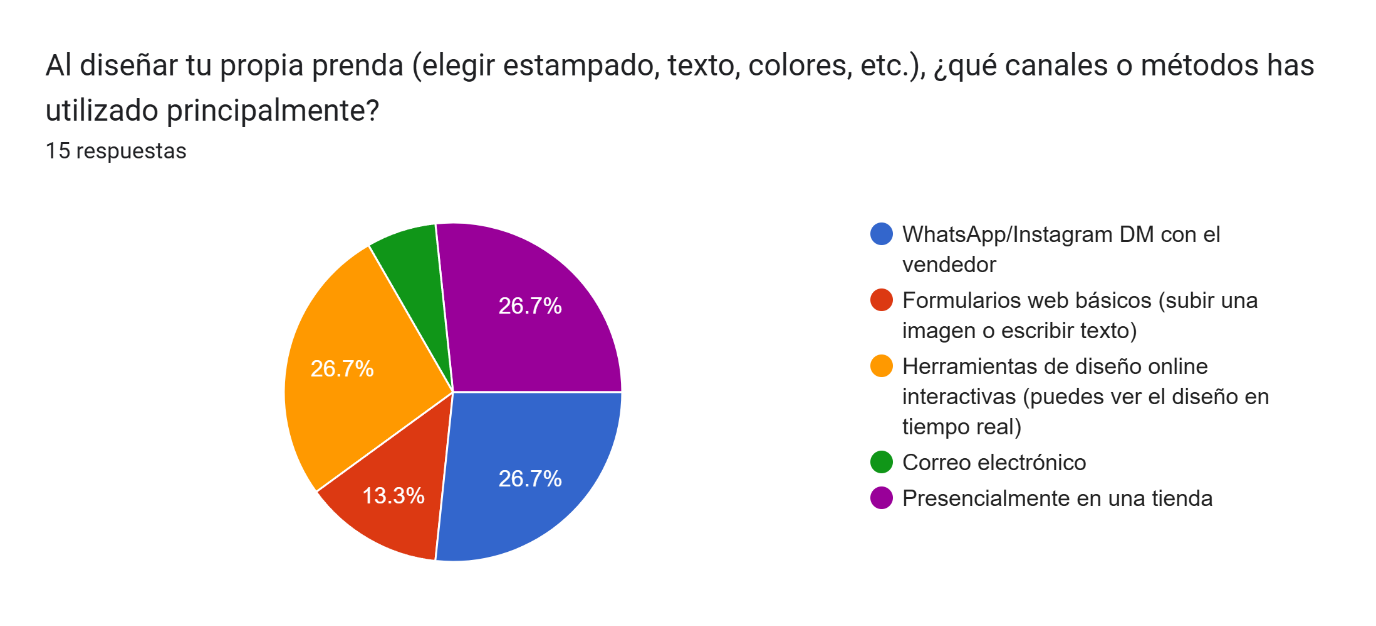 Al diseñar tu propia prenda (elegir estampado, texto, colores, etc.), ¿qué canales o métodos has
utilizado principalmente?
15 respuestas
26.7%
26.7%
13.3%
26.7%
WhatsApp/Instagram DM con el
vendedor
Formularios web básicos (subir una
imagen o escribir texto)
Herramientas de diseño online
interactivas (puedes ver el diseño en
tiempo real)
Correo electrónico
Presencialmente en una tienda